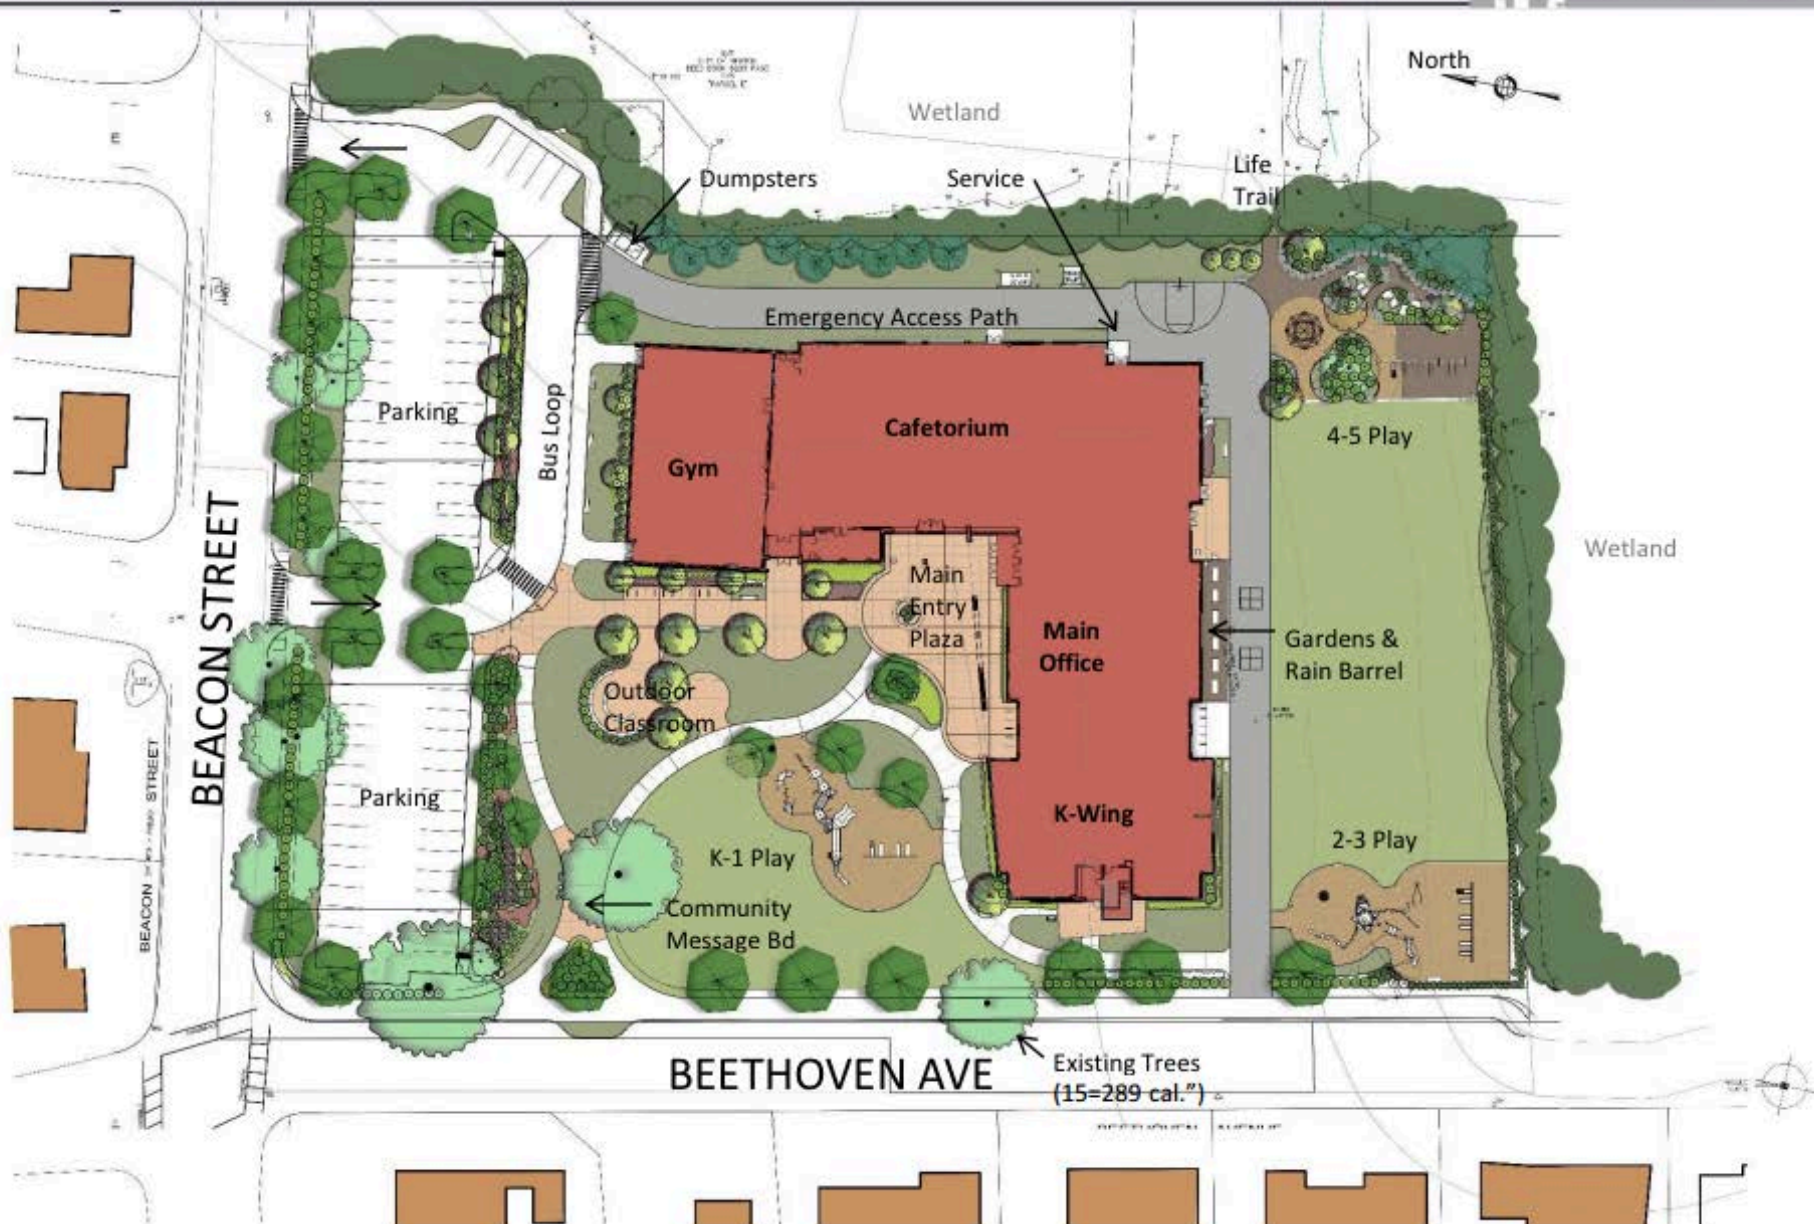 North
Wetland
Life
Trail
Dumpsters
Service
Emergency Access Path
Parking
Bus Loop
Cafetorium
Gym
4-5 Play
BEACON STREET
Wetland
Main
Entry
Plaza
Main
Office
Gardens &
Rain Barrel
Outdoor
Classroom
BEACON
STREET
Parking
K-Wing
2-3 Play
K-1 Play
Community
Message Bd
BEETHOVEN AVE
Existing Trees
(15=289 cal.”)
BEETHOVEN AVENUE